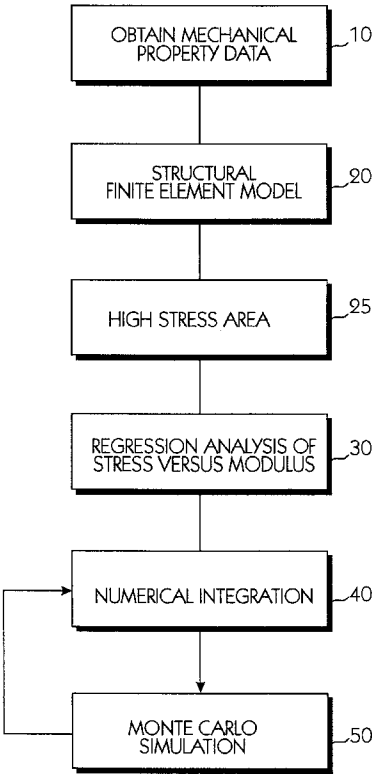 OBTAIN MECHANICAL
PROPERTY DATA
10
STRUCTURAL
FINITE ELEMENT MODEL
20
HIGH STRESS AREA
25
REGRESSION ANALYSIS OF
STRESS VERSUS MODULUS
30
NUMERICAL INTEGRATION
40
MONTE CARLO
SIMULATION
50